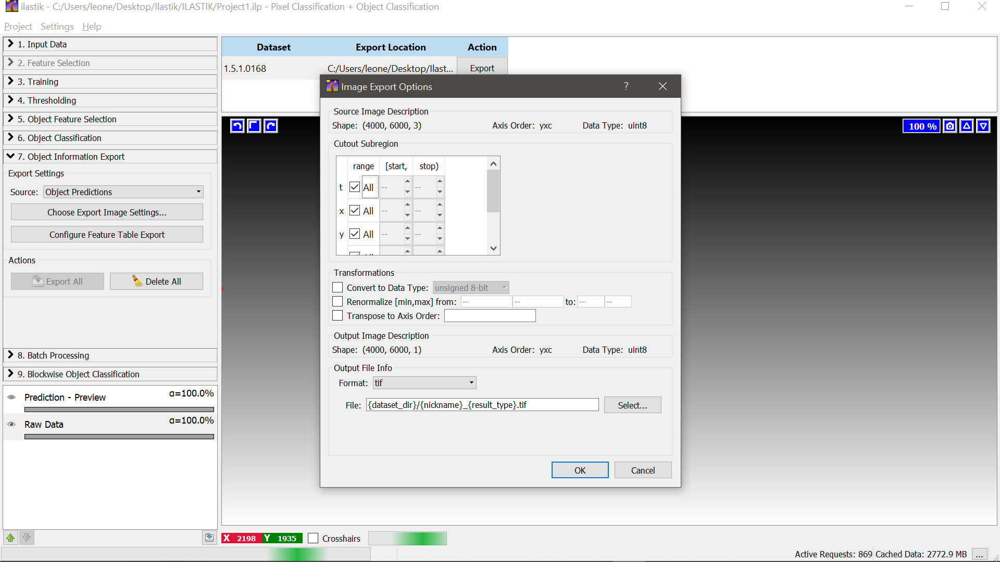 ilastik - C:/Users/leone/Desktop/Ilastik/ILASTIK/Project1.ilp - Pixel Classification + Object Classification
Project Settings Help
1. Input Data
2. Feature Selection
3. Training
4. Thresholding
5. Object Feature Selection
6. Object Classification
7. Object Information Export
Export Settings
Source: Object Predictions
Choose Export Image Settings...
Configure Feature Table Export
Actions
Export All Delete All
8. Batch Processing
9. Blockwise Object Classification
Prediction - Preview α=100.0%
Raw Data α=100.0%
Dataset Export Location Action
1.5.1.0168 C:/Users/leone/Desktop/Ilast... Export
100 %
Image Export Options ?
Source Image Description
Shape: (4000, 6000, 3) Axis Order: yxc Data Type: uint8
Cutout Subregion
range [start, stop)
t All -- --
x All -- --
y All -- --
Transformations
Convert to Data Type: unsigned 8-bit
Renormalize [min,max] from: -- -- to: -- --
Transpose to Axis Order:
Output Image Description
Shape: (4000, 6000, 1) Axis Order: yxc Data Type: uint8
Output File Info
Format: tif
File: {dataset_dir}/{nickname}_{result_type}.tif Select...
OK Cancel
X 2198 Y 1935 Crosshairs
Active Requests: 869 Cached Data: 2772.9 MB ...